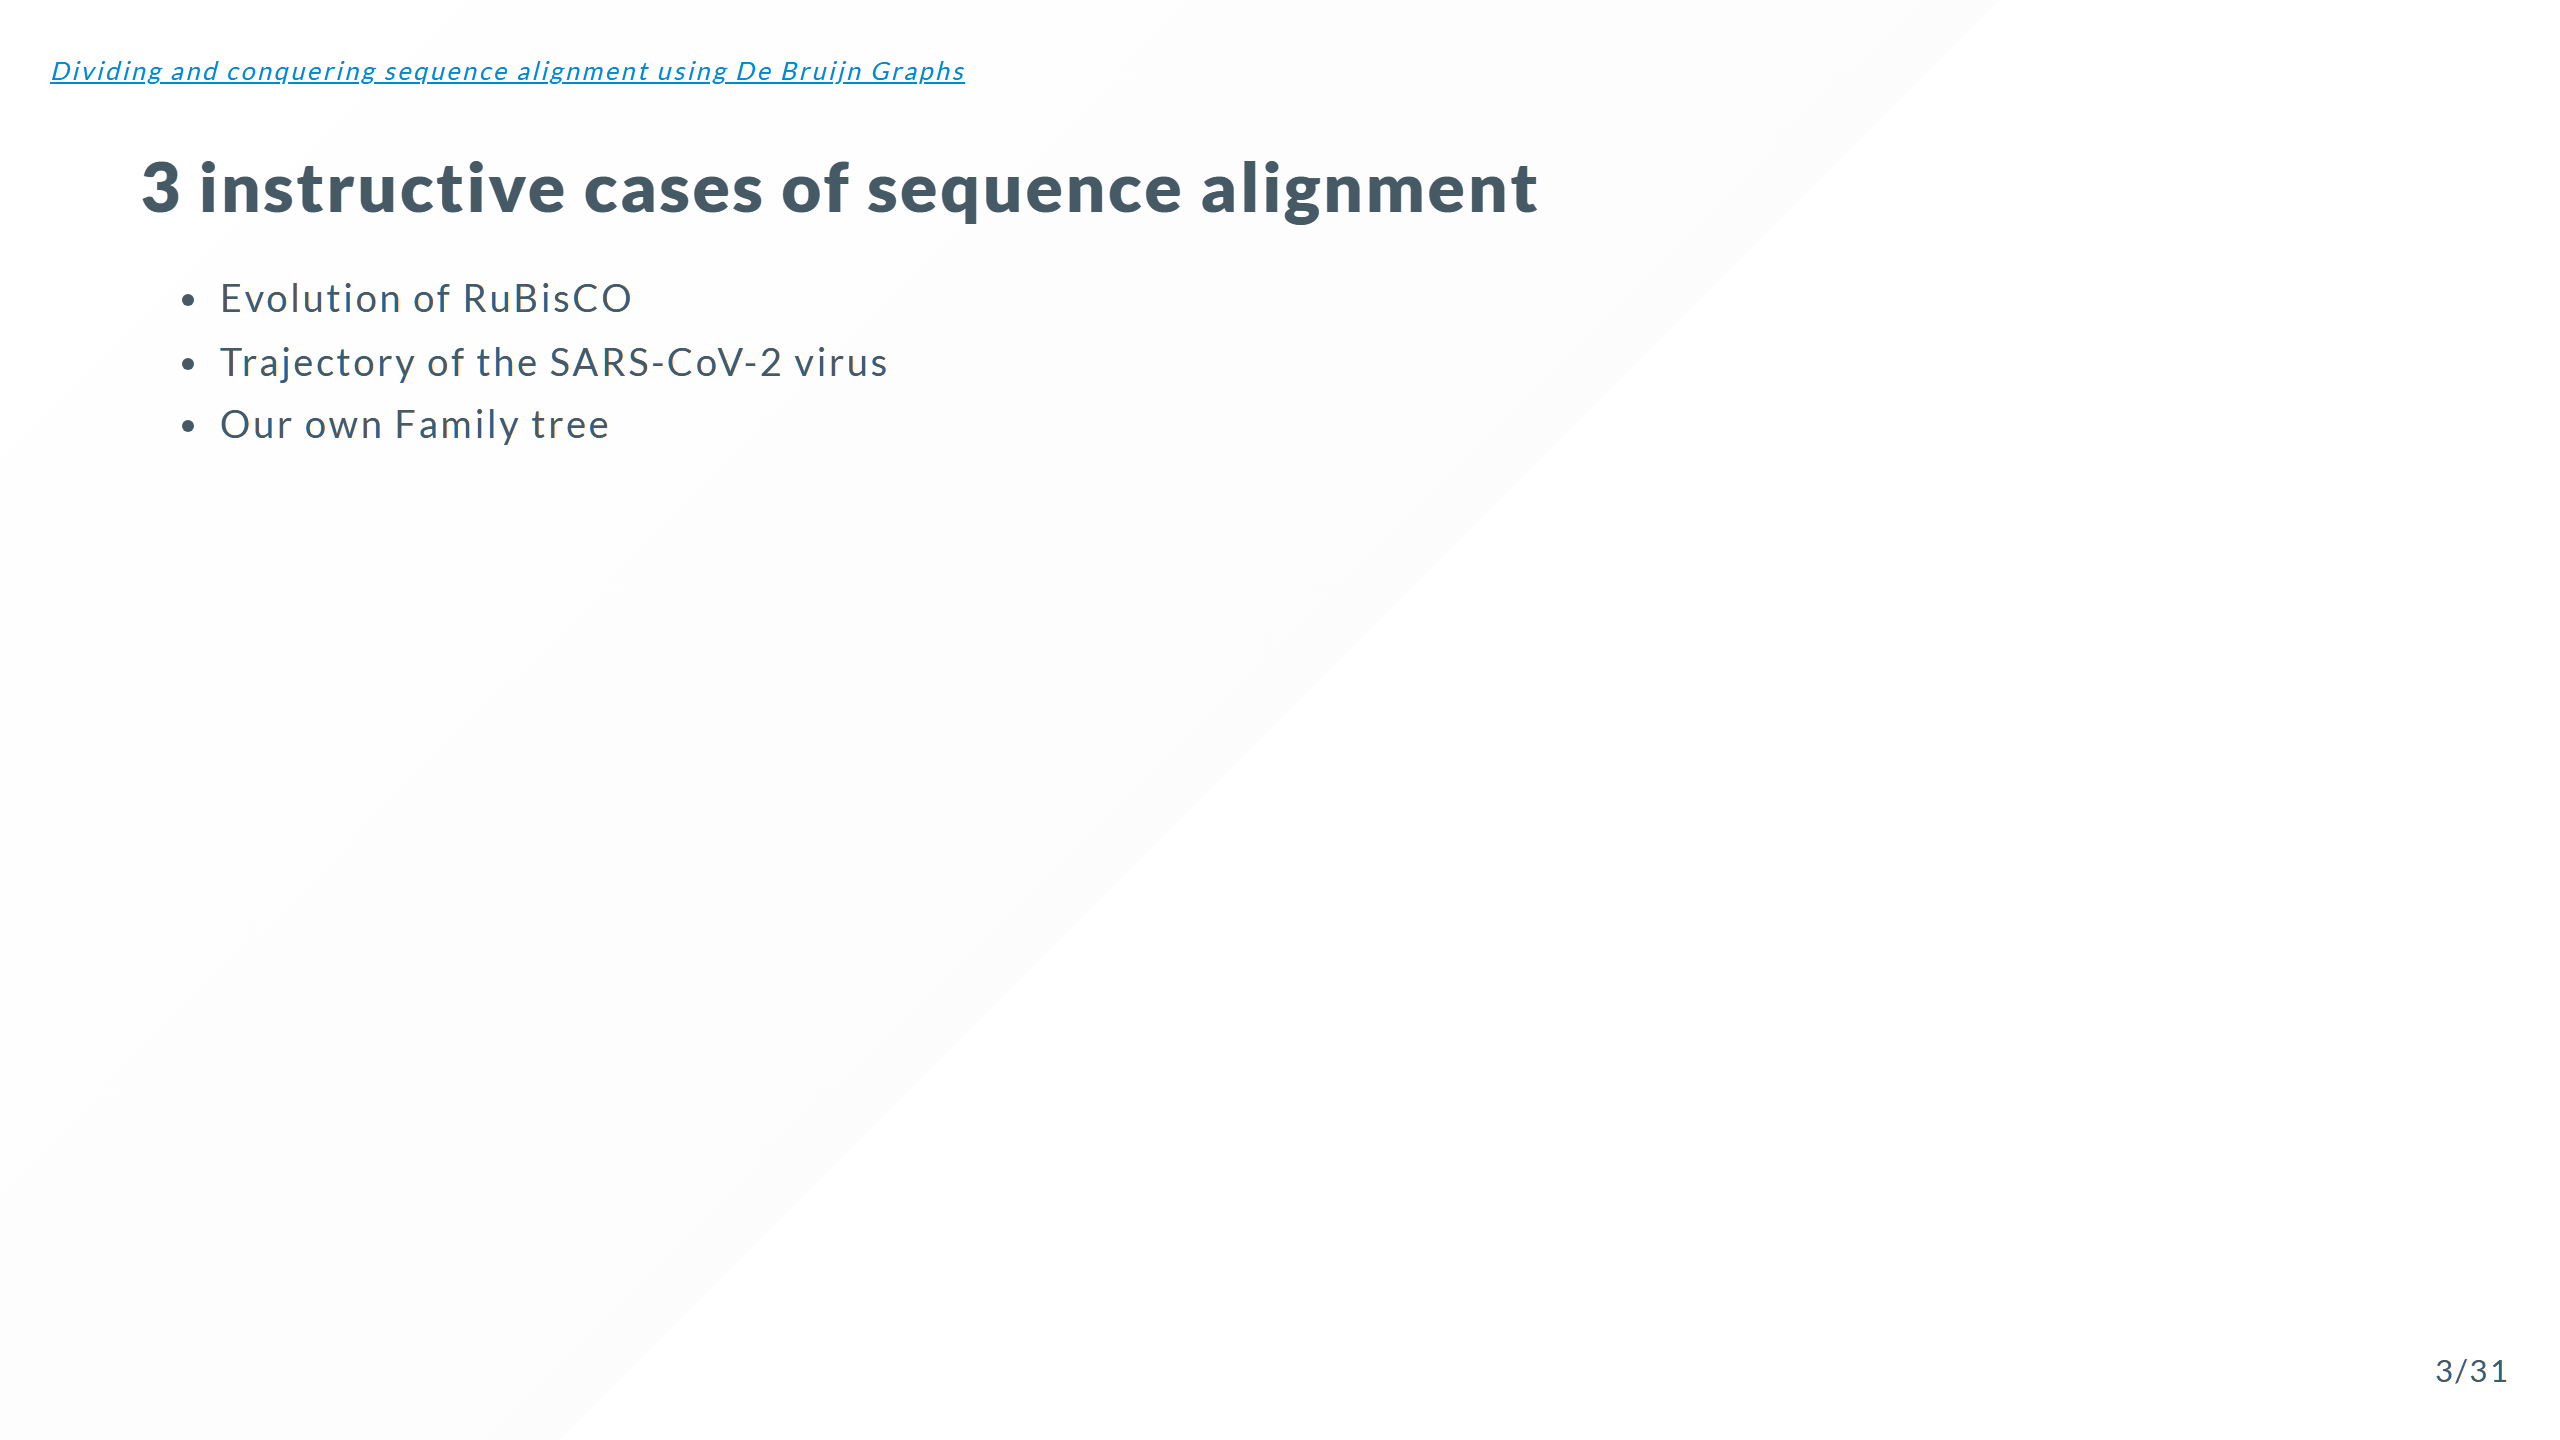 Dividing and conquering sequence alignment using De Bruijn Graphs
3 instructive cases of sequence alignment
• Evolution of RuBisCO
• Trajectory of the SARS-CoV-2 virus
• Our own Family tree
3/31